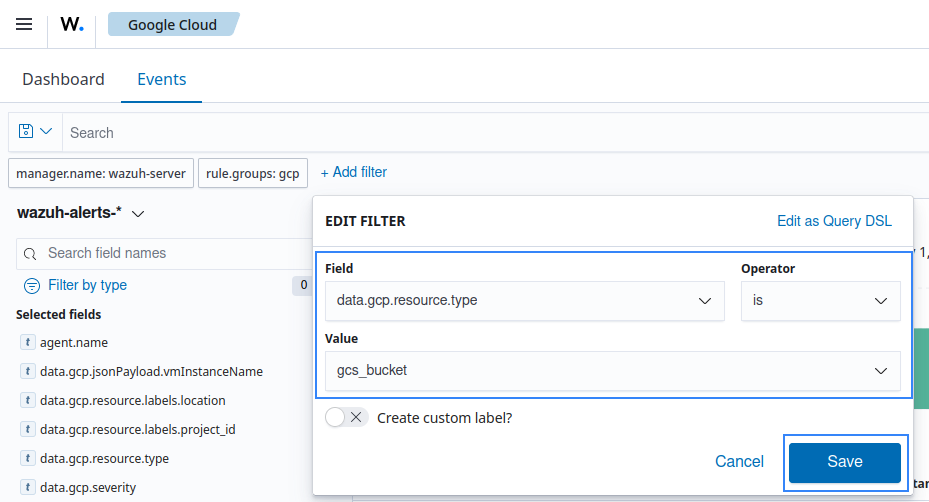 W.
Google Cloud
Dashboard
Events
Search
manager.name: wazuh-server
rule.groups: gcp
+ Add filter
wazuh-alerts-*
Search field names
Filter by type
0
Selected fields
t agent.name
t data.gcp.jsonPayload.vmInstanceName
t data.gcp.resource.labels.location
t data.gcp.resource.labels.project_id
t data.gcp.resource.type
t data.gcp.severity
EDIT FILTER
Edit as Query DSL
Field
Operator
data.gcp.resource.type
is
Value
gcs_bucket
Create custom label?
Cancel
Save